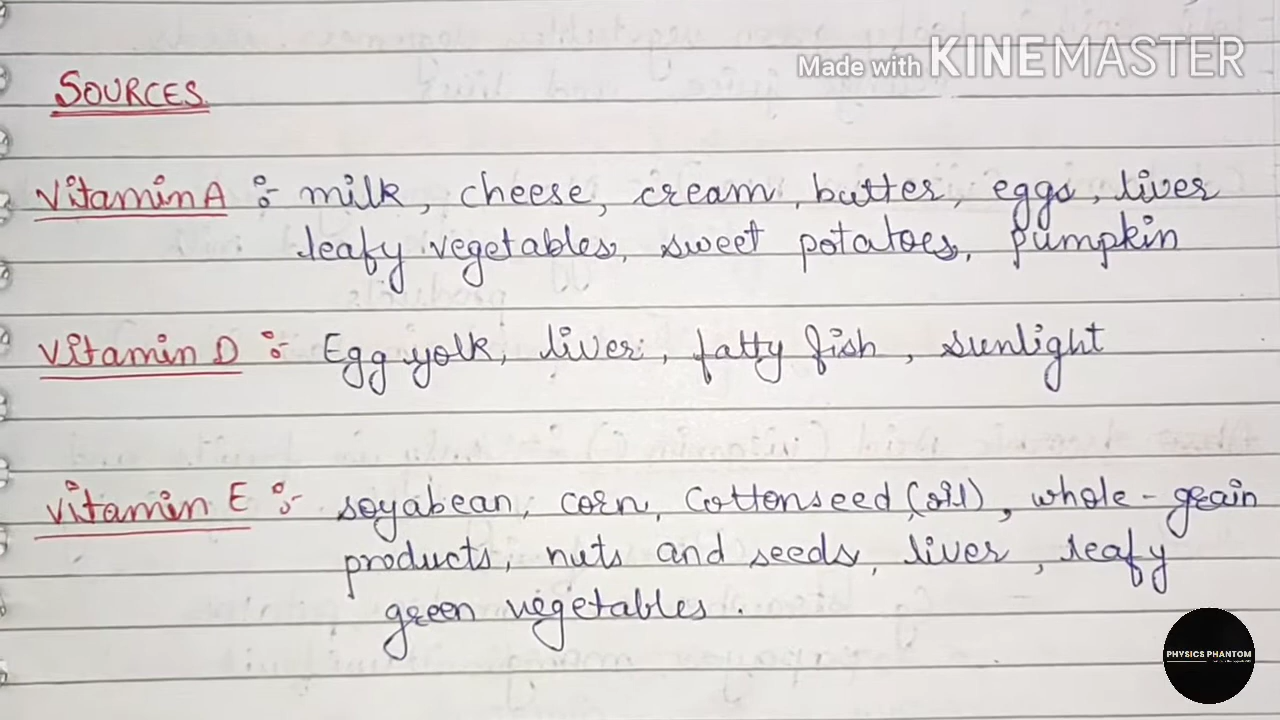 Made with KINEMASTER
SOURCES
Vitamin A :- milk, cheese, cream, butter, eggs, liver
leafy vegetables, sweet potatoes, pumpkin
Vitamin D :- Egg yolk, liver, fatty fish, sunlight
Vitamin E :- soyabean, corn, cottonseed (oil), whole-grain
products, nuts and seeds, liver, leafy
green vegetables.
PHYSICS PHANTOM